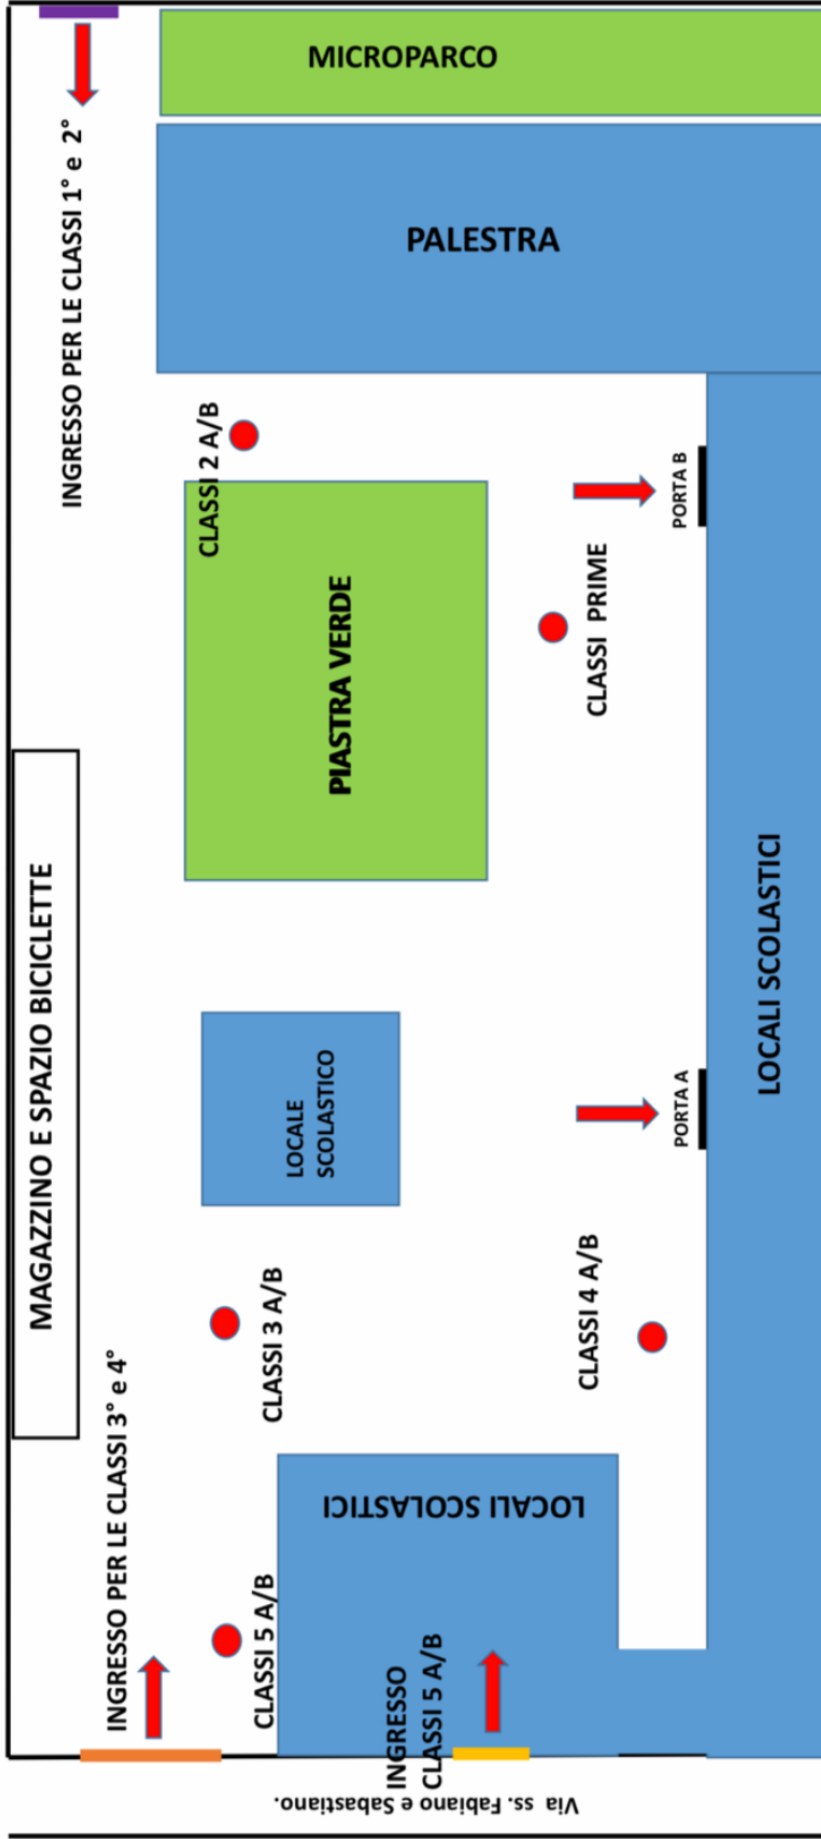 MICROPARCO
PALESTRA
INGRESSO PER LE CLASSI 1° e 2°
CLASSI 2 A/B
PIASTRA VERDE
PORTA B
CLASSI PRIME
MAGAZZINO E SPAZIO BICICLETTE
LOCALE
SCOLASTICO
LOCALI SCOLASTICI
PORTA A
CLASSI 3 A/B
CLASSI 4 A/B
INGRESSO PER LE CLASSI 3° e 4°
CLASSI 5 A/B
LOCALI SCOLASTICI
INGRESSO
CLASSI 5 A/B
Via ss. Fabiano e Sabastiano.